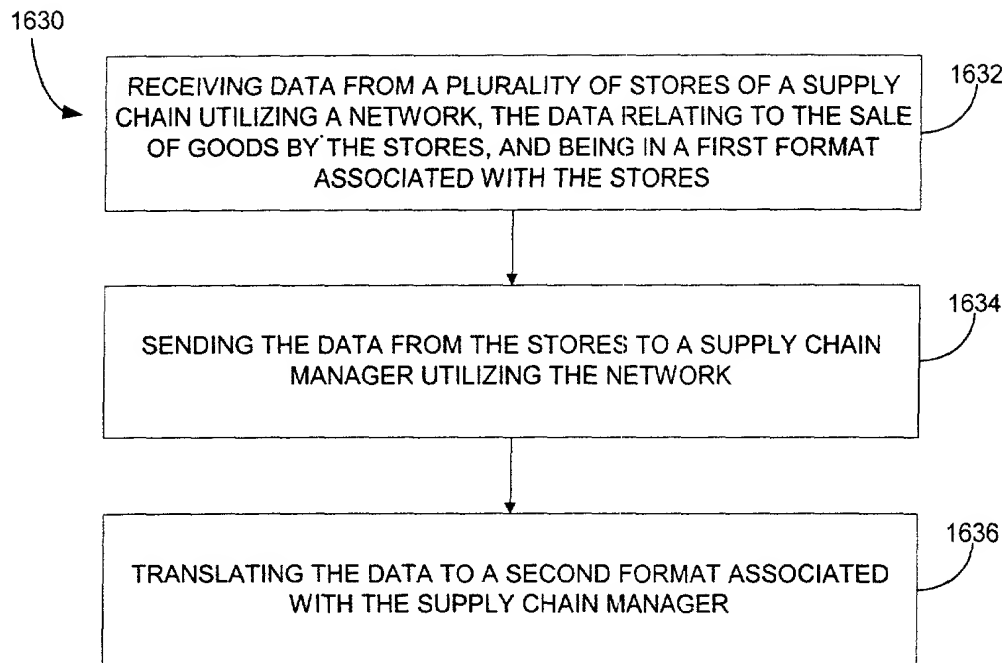 1630
RECEIVING DATA FROM A PLURALITY OF STORES OF A SUPPLY
CHAIN UTILIZING A NETWORK, THE DATA RELATING TO THE SALE
OF GOODS BY THE STORES, AND BEING IN A FIRST FORMAT
ASSOCIATED WITH THE STORES
1632
SENDING THE DATA FROM THE STORES TO A SUPPLY CHAIN
MANAGER UTILIZING THE NETWORK
1634
TRANSLATING THE DATA TO A SECOND FORMAT ASSOCIATED
WITH THE SUPPLY CHAIN MANAGER
1636